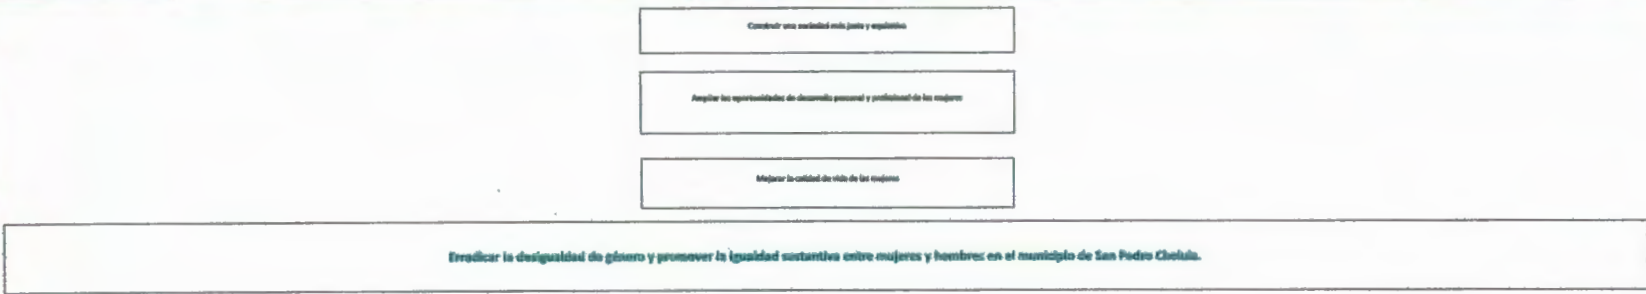 Construir una sociedad más justa y equitativa
Ampliar las oportunidades de desarrollo personal y profesional de las mujeres
Mejorar la calidad de vida de las mujeres
Erradicar la desigualdad de género y promover la igualdad sustantiva entre mujeres y hombres en el municipio de San Pedro Cholula.